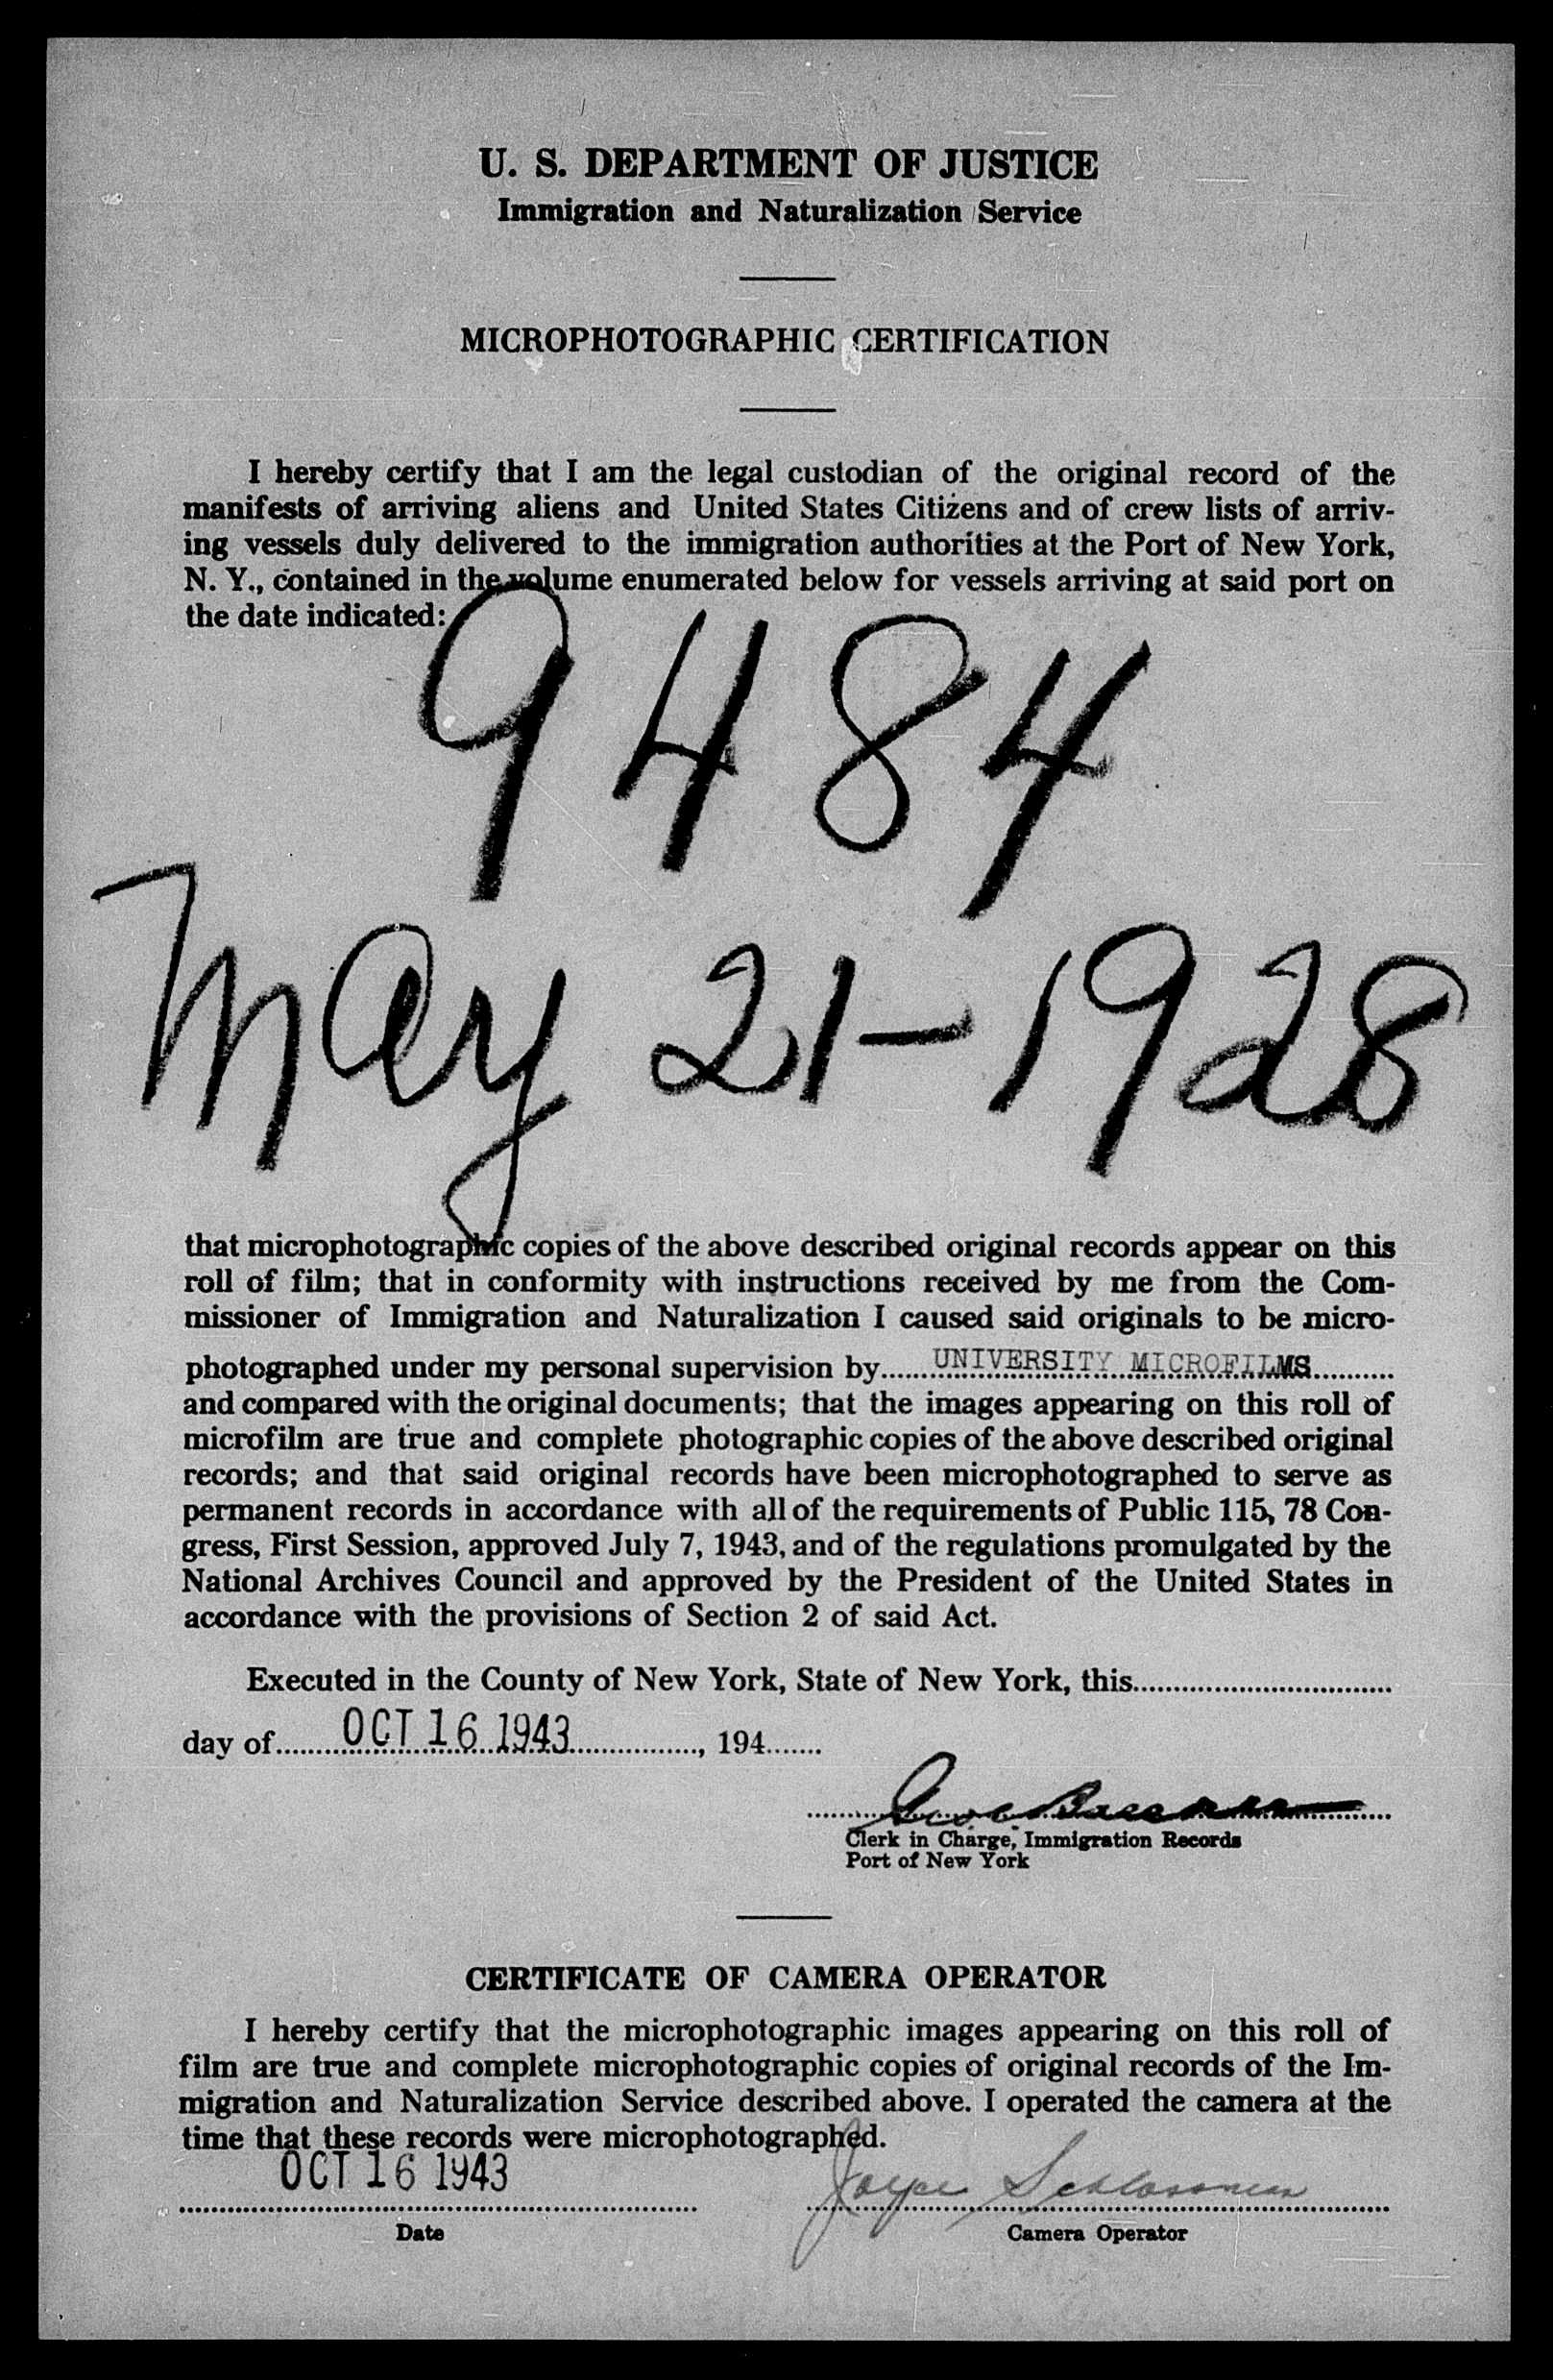 U. S. DEPARTMENT OF JUSTICE
Immigration and Naturalization Service
MICROPHOTOGRAPHIC CERTIFICATION
I hereby certify that I am the legal custodian of the original record of the
manifests of arriving aliens and United States Citizens and of crew lists of arriv-
ing vessels duly delivered to the immigration authorities at the Port of New York,
N. Y., contained in the volume enumerated below for vessels arriving at said port on
the date indicated:
9484
May 21-1928
that microphotographic copies of the above described original records appear on this
roll of film; that in conformity with instructions received by me from the Com-
missioner of Immigration and Naturalization I caused said originals to be micro-
photographed under my personal supervision by UNIVERSITY MICROFILMS
and compared with the original documents; that the images appearing on this roll of
microfilm are true and complete photographic copies of the above described original
records; and that said original records have been microphotographed to serve as
permanent records in accordance with all of the requirements of Public 115, 78 Con-
gress, First Session, approved July 7, 1943, and of the regulations promulgated by the
National Archives Council and approved by the President of the United States in
accordance with the provisions of Section 2 of said Act.
Executed in the County of New York, State of New York, this
day of OCT 16 1943, 194
Clerk in Charge, Immigration Records
Port of New York
CERTIFICATE OF CAMERA OPERATOR
I hereby certify that the microphotographic images appearing on this roll of
film are true and complete microphotographic copies of original records of the Im-
migration and Naturalization Service described above. I operated the camera at the
time that these records were microphotographed.
OCT 16 1943 Joyce Schlossman
Date Camera Operator